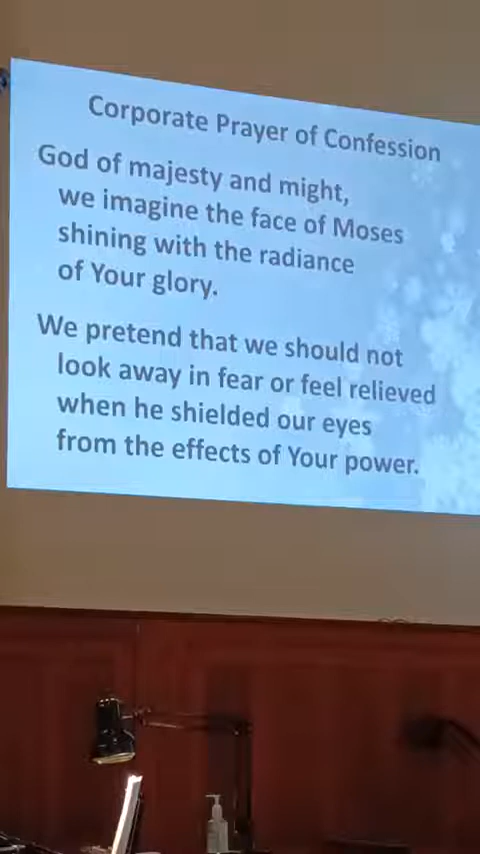 Corporate Prayer of Confession
God of majesty and might,
we imagine the face of Moses
shining with the radiance
of Your glory.
We pretend that we should not
look away in fear or feel relieved
when he shielded our eyes
from the effects of Your power.